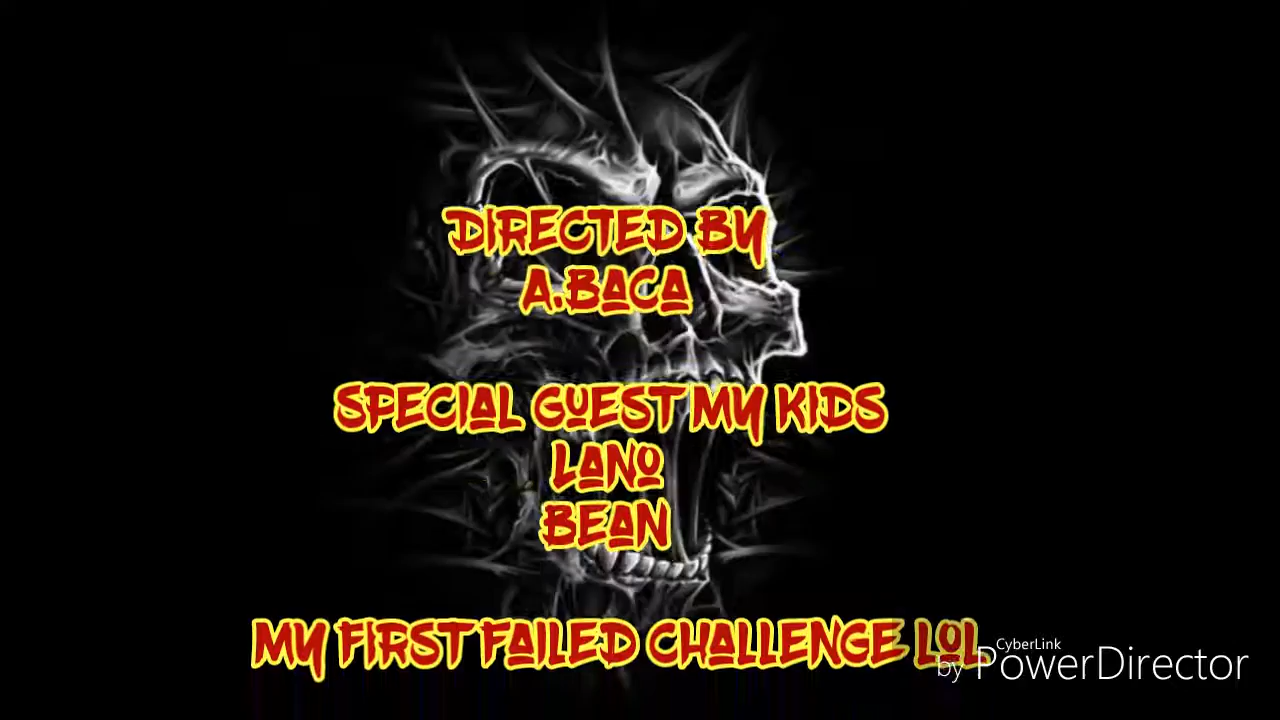 DIRECTED BY
A.BACA
SPECIAL GUEST MY KIDS
LANO
BEAN
MY FIRST FAILED CHALLENGE LOL
CyberLink
by PowerDirector